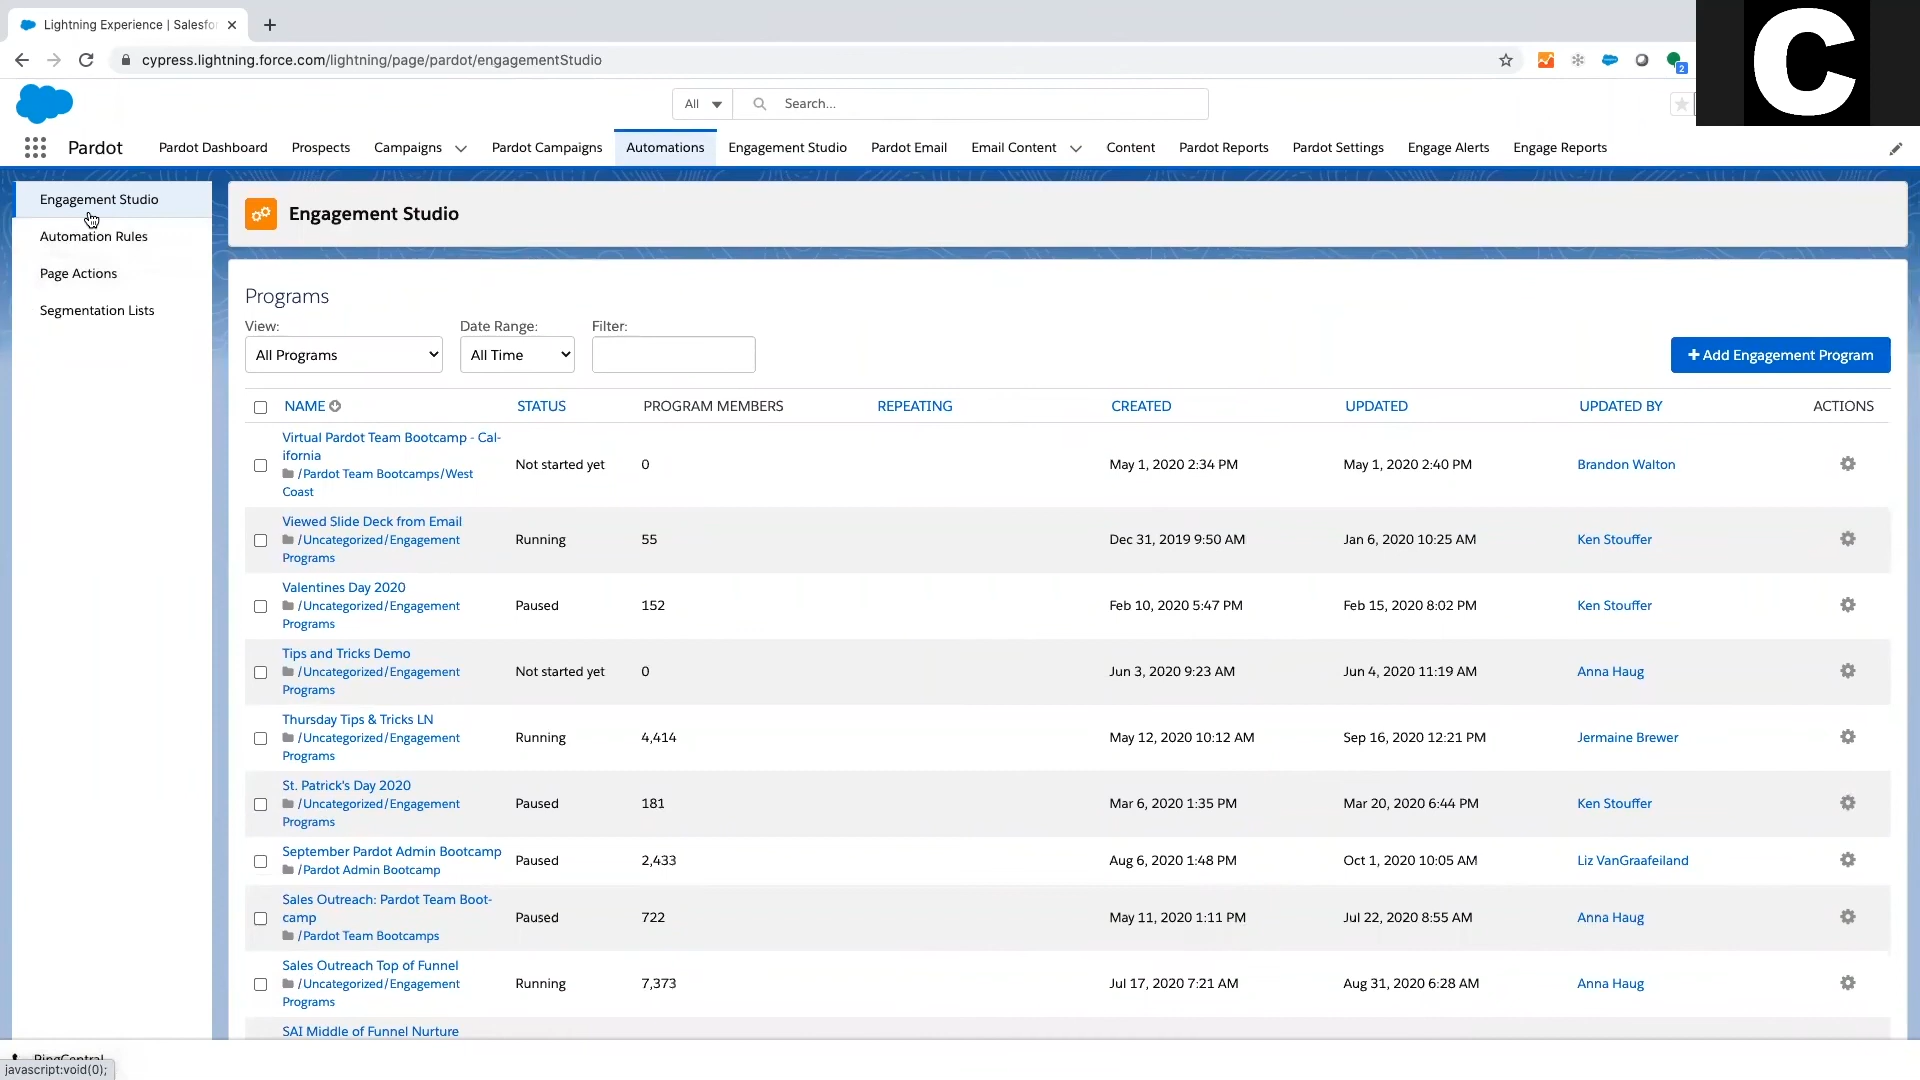 Lightning Experience | Salesfo
C
cypress.lightning.force.com/lightning/page/pardot/engagementStudio
2
All
Search...
Pardot
Pardot Dashboard
Prospects
Campaigns
Pardot Campaigns
Automations
Engagement Studio
Pardot Email
Email Content
Content
Pardot Reports
Pardot Settings
Engage Alerts
Engage Reports
Engagement Studio
Automation Rules
Page Actions
Segmentation Lists
Engagement Studio
Programs
View:
Date Range:
Filter:
All Programs
All Time
+ Add Engagement Program
NAME STATUS PROGRAM MEMBERS REPEATING CREATED UPDATED UPDATED BY ACTIONS
Virtual Pardot Team Bootcamp - Cal-
ifornia
/Pardot Team Bootcamps/West
Coast
Not started yet 0 May 1, 2020 2:34 PM May 1, 2020 2:40 PM Brandon Walton
Viewed Slide Deck from Email
/Uncategorized/Engagement
Programs
Running 55 Dec 31, 2019 9:50 AM Jan 6, 2020 10:25 AM Ken Stouffer
Valentines Day 2020
/Uncategorized/Engagement
Programs
Paused 152 Feb 10, 2020 5:47 PM Feb 15, 2020 8:02 PM Ken Stouffer
Tips and Tricks Demo
/Uncategorized/Engagement
Programs
Not started yet 0 Jun 3, 2020 9:23 AM Jun 4, 2020 11:19 AM Anna Haug
Thursday Tips & Tricks LN
/Uncategorized/Engagement
Programs
Running 4,414 May 12, 2020 10:12 AM Sep 16, 2020 12:21 PM Jermaine Brewer
St. Patrick's Day 2020
/Uncategorized/Engagement
Programs
Paused 181 Mar 6, 2020 1:35 PM Mar 20, 2020 6:44 PM Ken Stouffer
September Pardot Admin Bootcamp
/Pardot Admin Bootcamp
Paused 2,433 Aug 6, 2020 1:48 PM Oct 1, 2020 10:05 AM Liz VanGraafeiland
Sales Outreach: Pardot Team Boot-
camp
/Pardot Team Bootcamps
Paused 722 May 11, 2020 1:11 PM Jul 22, 2020 8:55 AM Anna Haug
Sales Outreach Top of Funnel
/Uncategorized/Engagement
Programs
Running 7,373 Jul 17, 2020 7:21 AM Aug 31, 2020 6:28 AM Anna Haug
SAI Middle of Funnel Nurture
RingCentral
javascript:void(0);